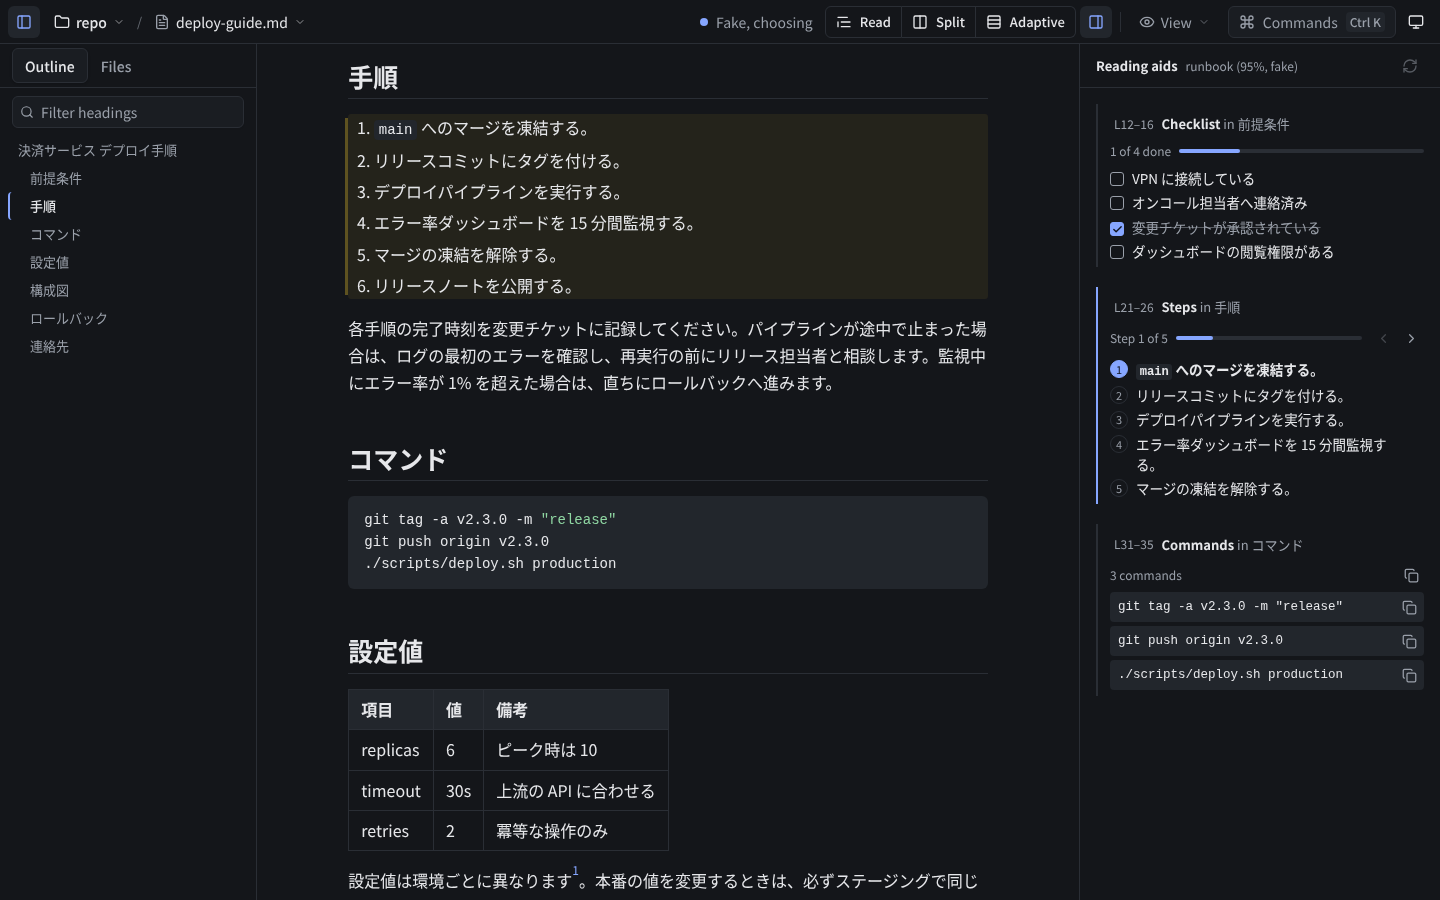 repo / deploy-guide.md
Fake, choosing
Read
Split
Adaptive
View
Commands Ctrl K
Outline
Files
Filter headings
決済サービス デプロイ手順
前提条件
手順
コマンド
設定値
構成図
ロールバック
連絡先
手順
1. main へのマージを凍結する。
2. リリースコミットにタグを付ける。
3. デプロイパイプラインを実行する。
4. エラー率ダッシュボードを 15 分間監視する。
5. マージの凍結を解除する。
6. リリースノートを公開する。
各手順の完了時刻を変更チケットに記録してください。パイプラインが途中で止まった場
合は、ログの最初のエラーを確認し、再実行の前にリリース担当者と相談します。監視中
にエラー率が 1% を超えた場合は、直ちにロールバックへ進みます。
コマンド
git tag -a v2.3.0 -m "release"
git push origin v2.3.0
./scripts/deploy.sh production
設定値
項目 値 備考
replicas 6 ピーク時は 10
timeout 30s 上流の API に合わせる
retries 2 冪等な操作のみ
設定値は環境ごとに異なります1。本番の値を変更するときは、必ずステージングで同じ
Reading aids runbook (95%, fake)
L12–16 Checklist in 前提条件
1 of 4 done
VPN に接続している
オンコール担当者へ連絡済み
変更チケットが承認されている
ダッシュボードの閲覧権限がある
L21–26 Steps in 手順
Step 1 of 5
1 main へのマージを凍結する。
2 リリースコミットにタグを付ける。
3 デプロイパイプラインを実行する。
4 エラー率ダッシュボードを 15 分間監視す
る。
5 マージの凍結を解除する。
L31–35 Commands in コマンド
3 commands
git tag -a v2.3.0 -m "release"
git push origin v2.3.0
./scripts/deploy.sh production